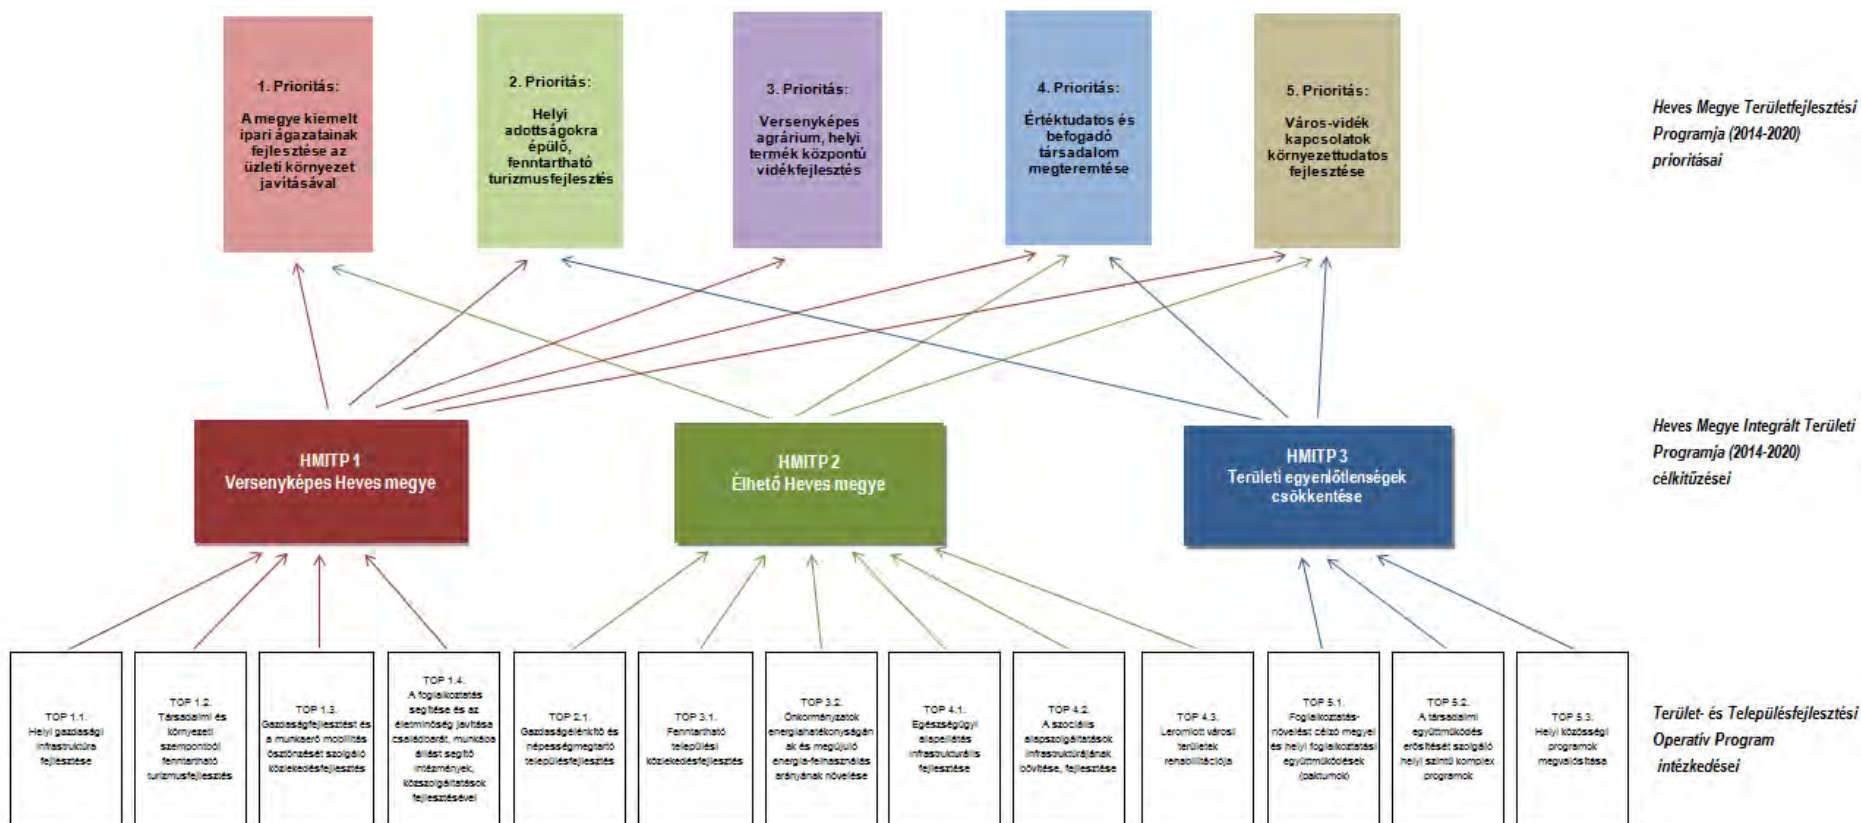 1. Prioritás:
A megye kiemelt
ipari ágazatainak
fejlesztése az
üzleti környezet
javításával
2. Prioritás:
Helyi
adottságokra
épülő,
fenntartható
turizmusfejlesztés
3. Prioritás:
Versenyképes
agrárium, helyi
termék központú
vidékfejlesztés
4. Prioritás:
Értéktudatos és
befogadó
társadalom
megteremtése
5. Prioritás:
Város-vidék
kapcsolatok
környezettudatos
fejlesztése
Heves Megye Területfejlesztési
Programja (2014-2020)
prioritásai
HMITP 1
Versenyképes Heves megye
HMITP 2
Élhető Heves megye
HMITP 3
Területi egyenlőtlenségek
csökkentése
Heves Megye Integrált Területi
Programja (2014-2020)
célkitűzései
TOP 1.1.
Helyi gazdasági
infrastruktúra
fejlesztése
TOP 1.2.
Társadalmi és
környezeti
szempontból
fenntartható
turizmusfejlesztés
TOP 1.3.
Gazdaságfejlesztést és
a munkaerő mobilitás
ösztönzését szolgáló
közlekedésfejlesztés
TOP 1.4.
A foglalkoztatás
segítése és az
életminőség javítása
családbarát, munkába
állást segítő
intézmények,
közszolgáltatások
fejlesztésével
TOP 2.1.
Gazdaságélénkítő és
népességmegtartó
településfejlesztés
TOP 3.1.
Fenntartható
települési
közlekedésfejlesztés
TOP 3.2.
Önkormányzatok
energiahatékonyságán
ak és megújuló
energia-felhasználás
arányának növelése
TOP 4.1.
Egészségügyi
alapellátás
infrastrukturális
fejlesztése
TOP 4.2.
A szociális
alapszolgáltatások
infrastruktúrájának
bővítése, fejlesztése
TOP 4.3.
Leromlott városi
területek
rehabilitációja
TOP 5.1.
Foglalkoztatás-
növelést célzó megyei
és helyi foglalkoztatási
együttműködések
(paktumok)
TOP 5.2.
A társadalmi
együttműködés
erősítését szolgáló
helyi szintű komplex
programok
TOP 5.3.
Helyi közösségi
programok
megvalósítása
Terület- és Településfejlesztési
Operatív Program
intézkedései